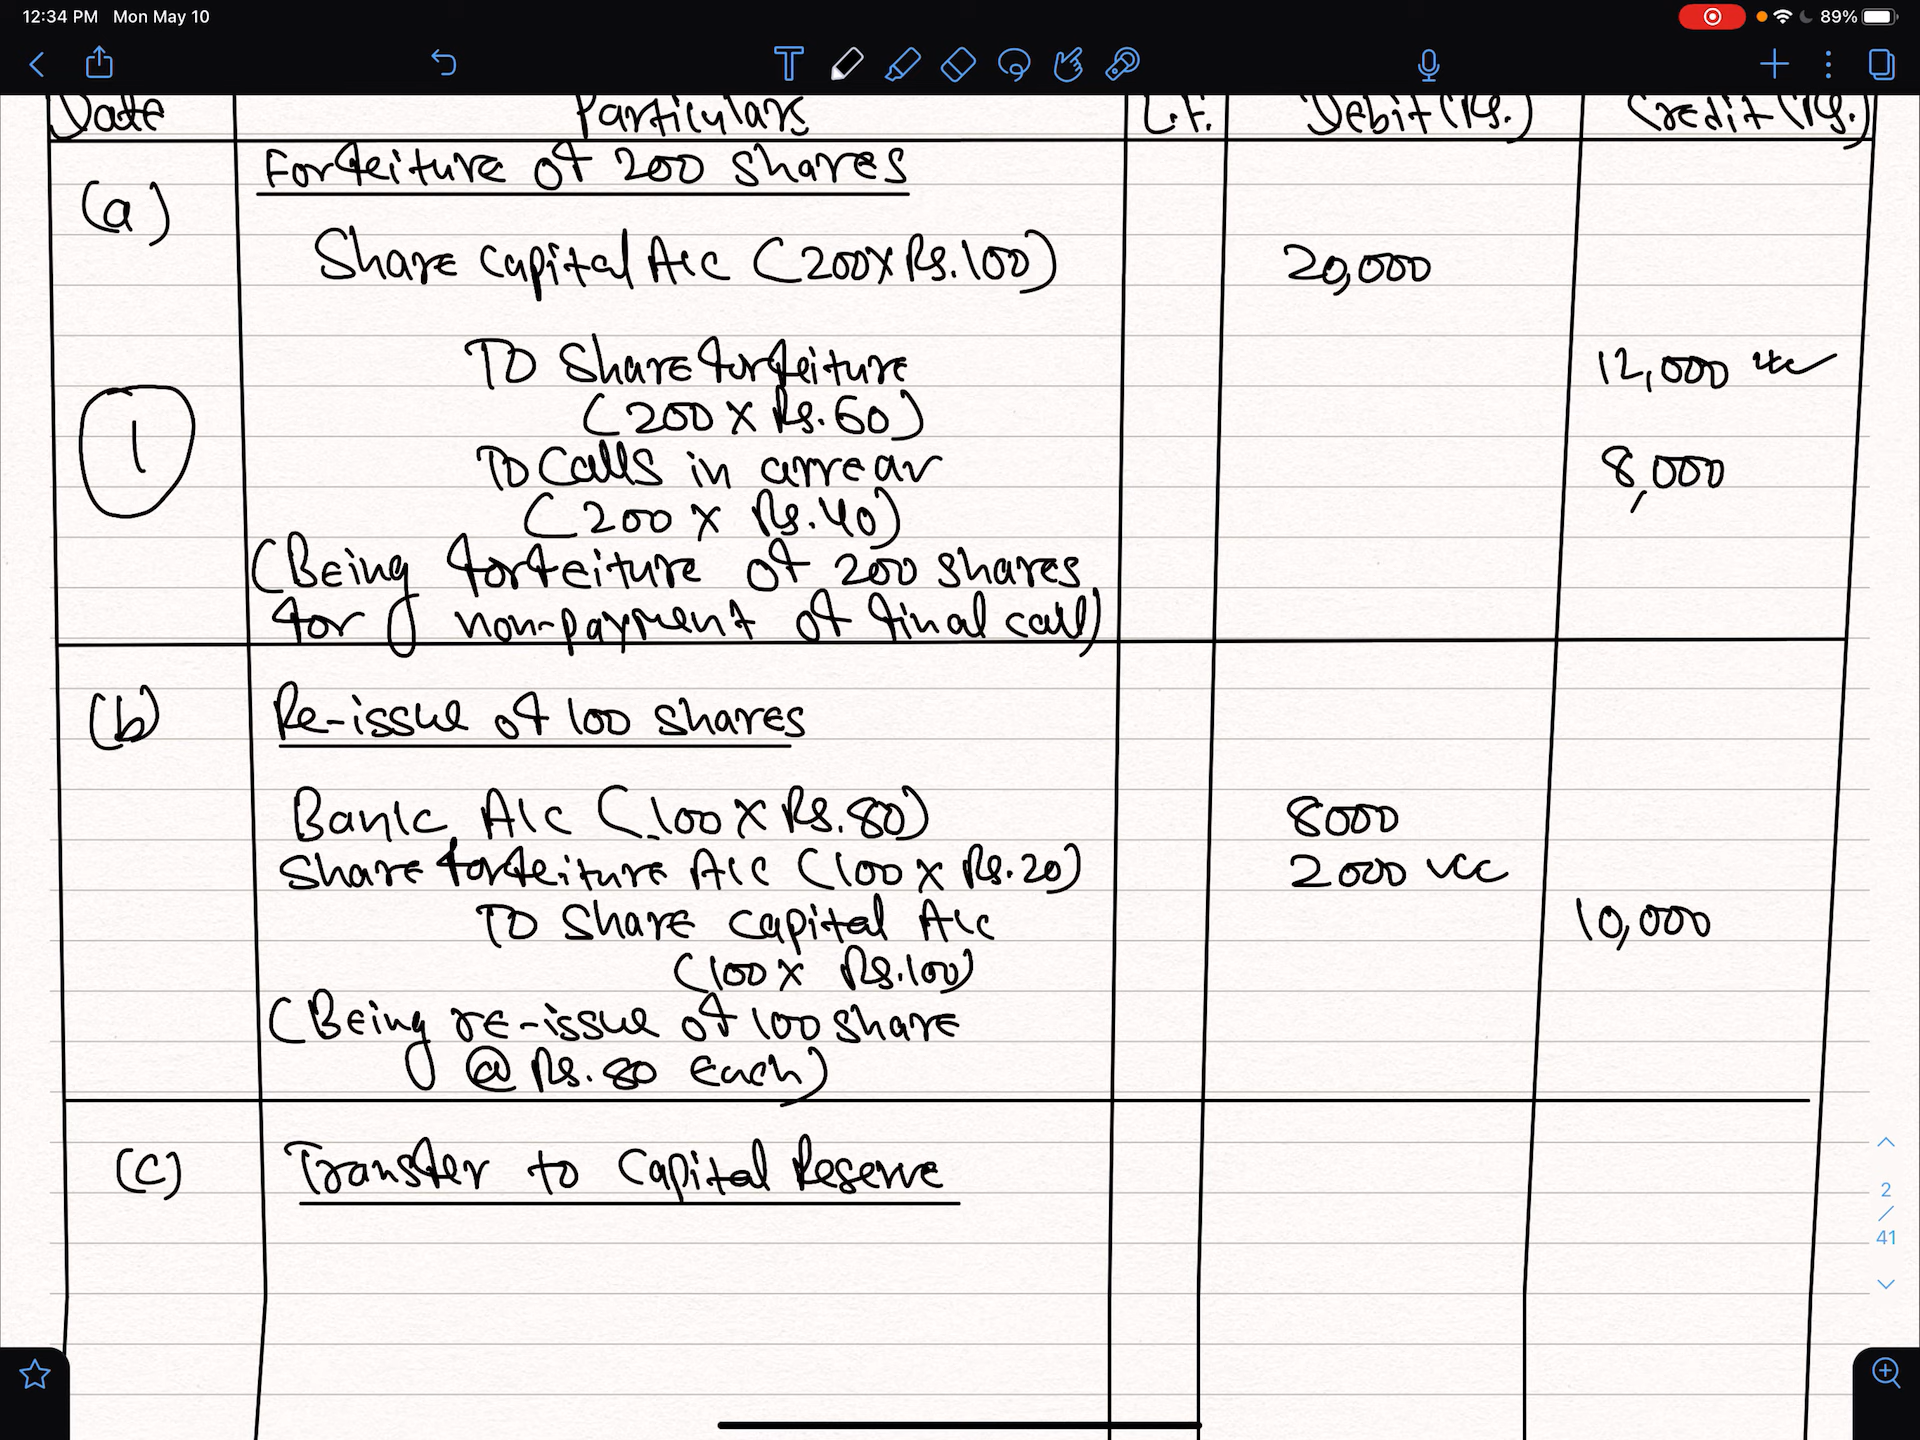 12:34 PM Mon May 10
89%
Date Particulars L.F. Debit (Rs.) Credit (Rs.)
(a) Forfeiture of 200 shares
Share Capital A/c (200 x Rs.100) 20,000
To Share forfeiture 12,000
(200 x Rs.60)
1
To Calls in arrear 8,000
(200 x Rs.40)
(Being forfeiture of 200 shares
for non-payment of final call)
(b) Re-issue of 100 shares
Bank A/c (100 x Rs.80) 8000
Share forfeiture A/c (100 x Rs.20) 2000
To Share Capital A/c 10,000
(100 x Rs.100)
(Being re-issue of 100 share
@ Rs.80 Each)
(C) Transfer to Capital Reserve
2
/
41